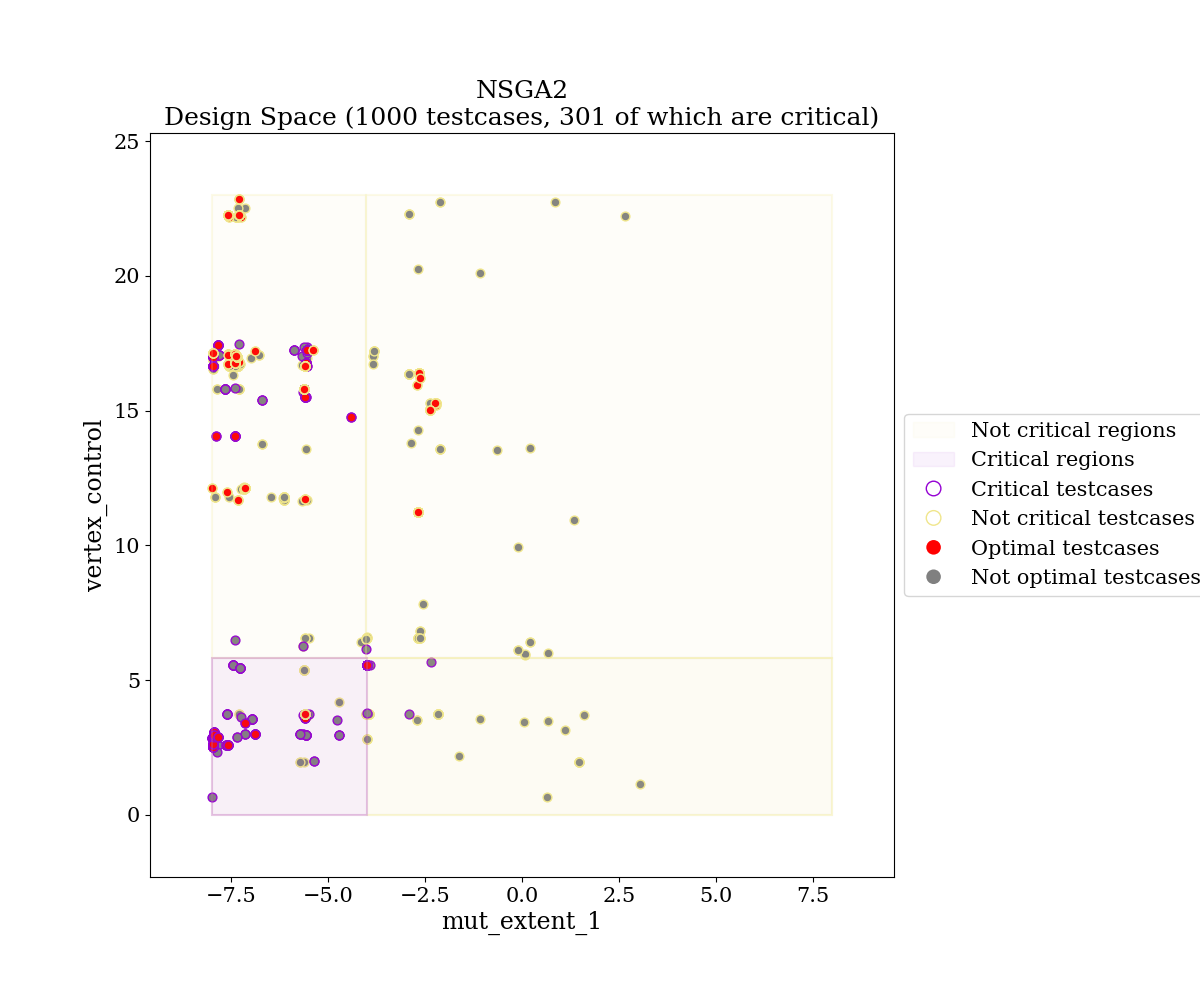 NSGA2
Design Space (1000 testcases, 301 of which are critical)
25
20
15
10
5
0
vertex_control
−7.5 −5.0 −2.5 0.0 2.5 5.0 7.5
mut_extent_1
Not critical regions
Critical regions
Critical testcases
Not critical testcases
Optimal testcases
Not optimal testcases